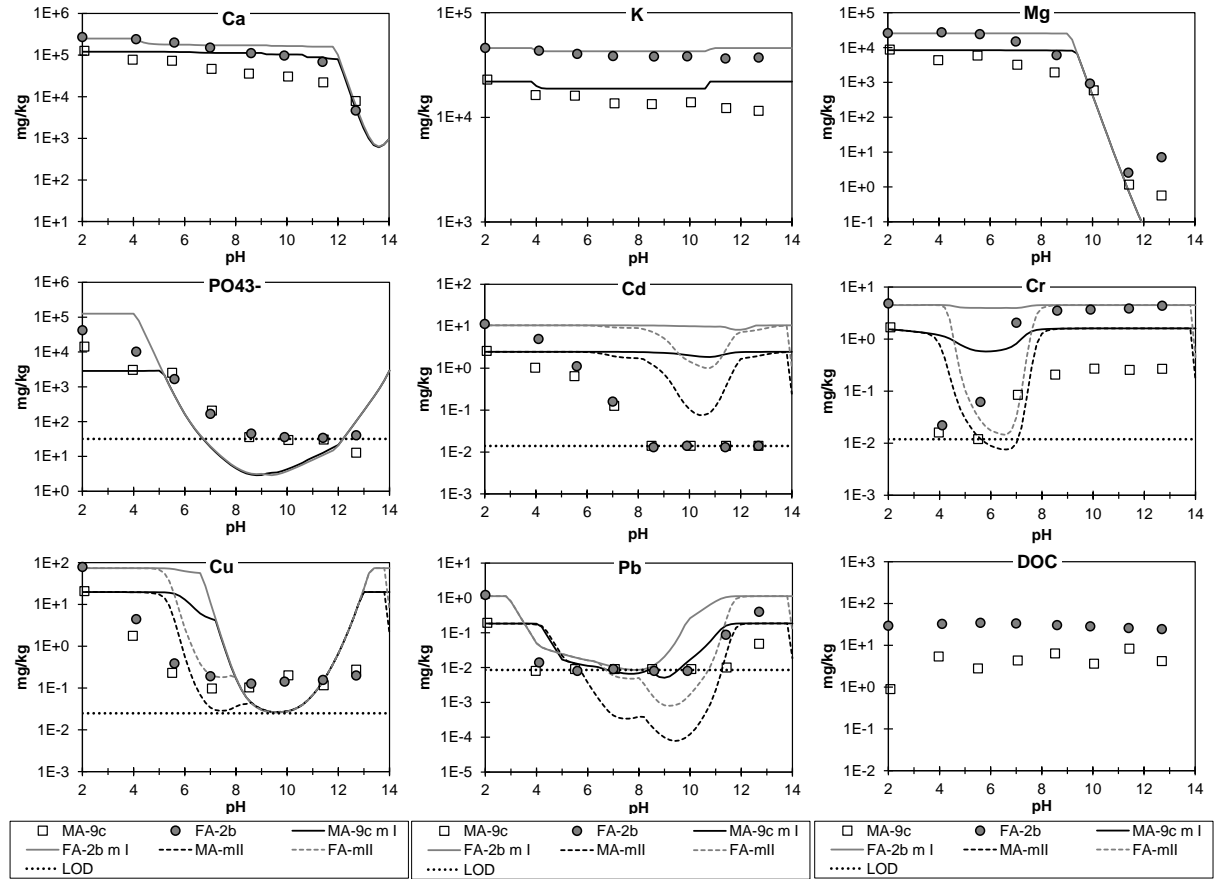 Ca
K
Mg
1E+6
1E+5
1E+4
1E+3
1E+2
1E+1
mg/kg
2 4 6 8 10 12 14
pH
1E+5
1E+4
1E+3
mg/kg
2 4 6 8 10 12 14
pH
1E+5
1E+4
1E+3
1E+2
1E+1
1E+0
1E-1
mg/kg
2 4 6 8 10 12 14
pH
PO43-
Cd
Cr
1E+6
1E+5
1E+4
1E+3
1E+2
1E+1
1E+0
mg/kg
0 2 4 6 8 10 12 14
pH
1E+2
1E+1
1E+0
1E-1
1E-2
1E-3
mg/kg
2 4 6 8 10 12 14
pH
1E+1
1E+0
1E-1
1E-2
1E-3
mg/kg
2 4 6 8 10 12 14
pH
Cu
Pb
DOC
1E+2
1E+1
1E+0
1E-1
1E-2
1E-3
mg/kg
2 4 6 8 10 12 14
pH
1E+1
1E+0
1E-1
1E-2
1E-3
1E-4
1E-5
mg/kg
2 4 6 8 10 12 14
pH
1E+3
1E+2
1E+1
1E+0
1E-1
1E-2
mg/kg
2 4 6 8 10 12 14
pH
MA-9c FA-2b MA-9c m I
FA-2b m I MA-mII FA-mII
LOD
MA-9c FA-2b MA-9c m I
FA-2b m I MA-mII FA-mII
LOD
MA-9c FA-2b MA-9c m I
FA-2b m I MA-mII FA-mII
LOD